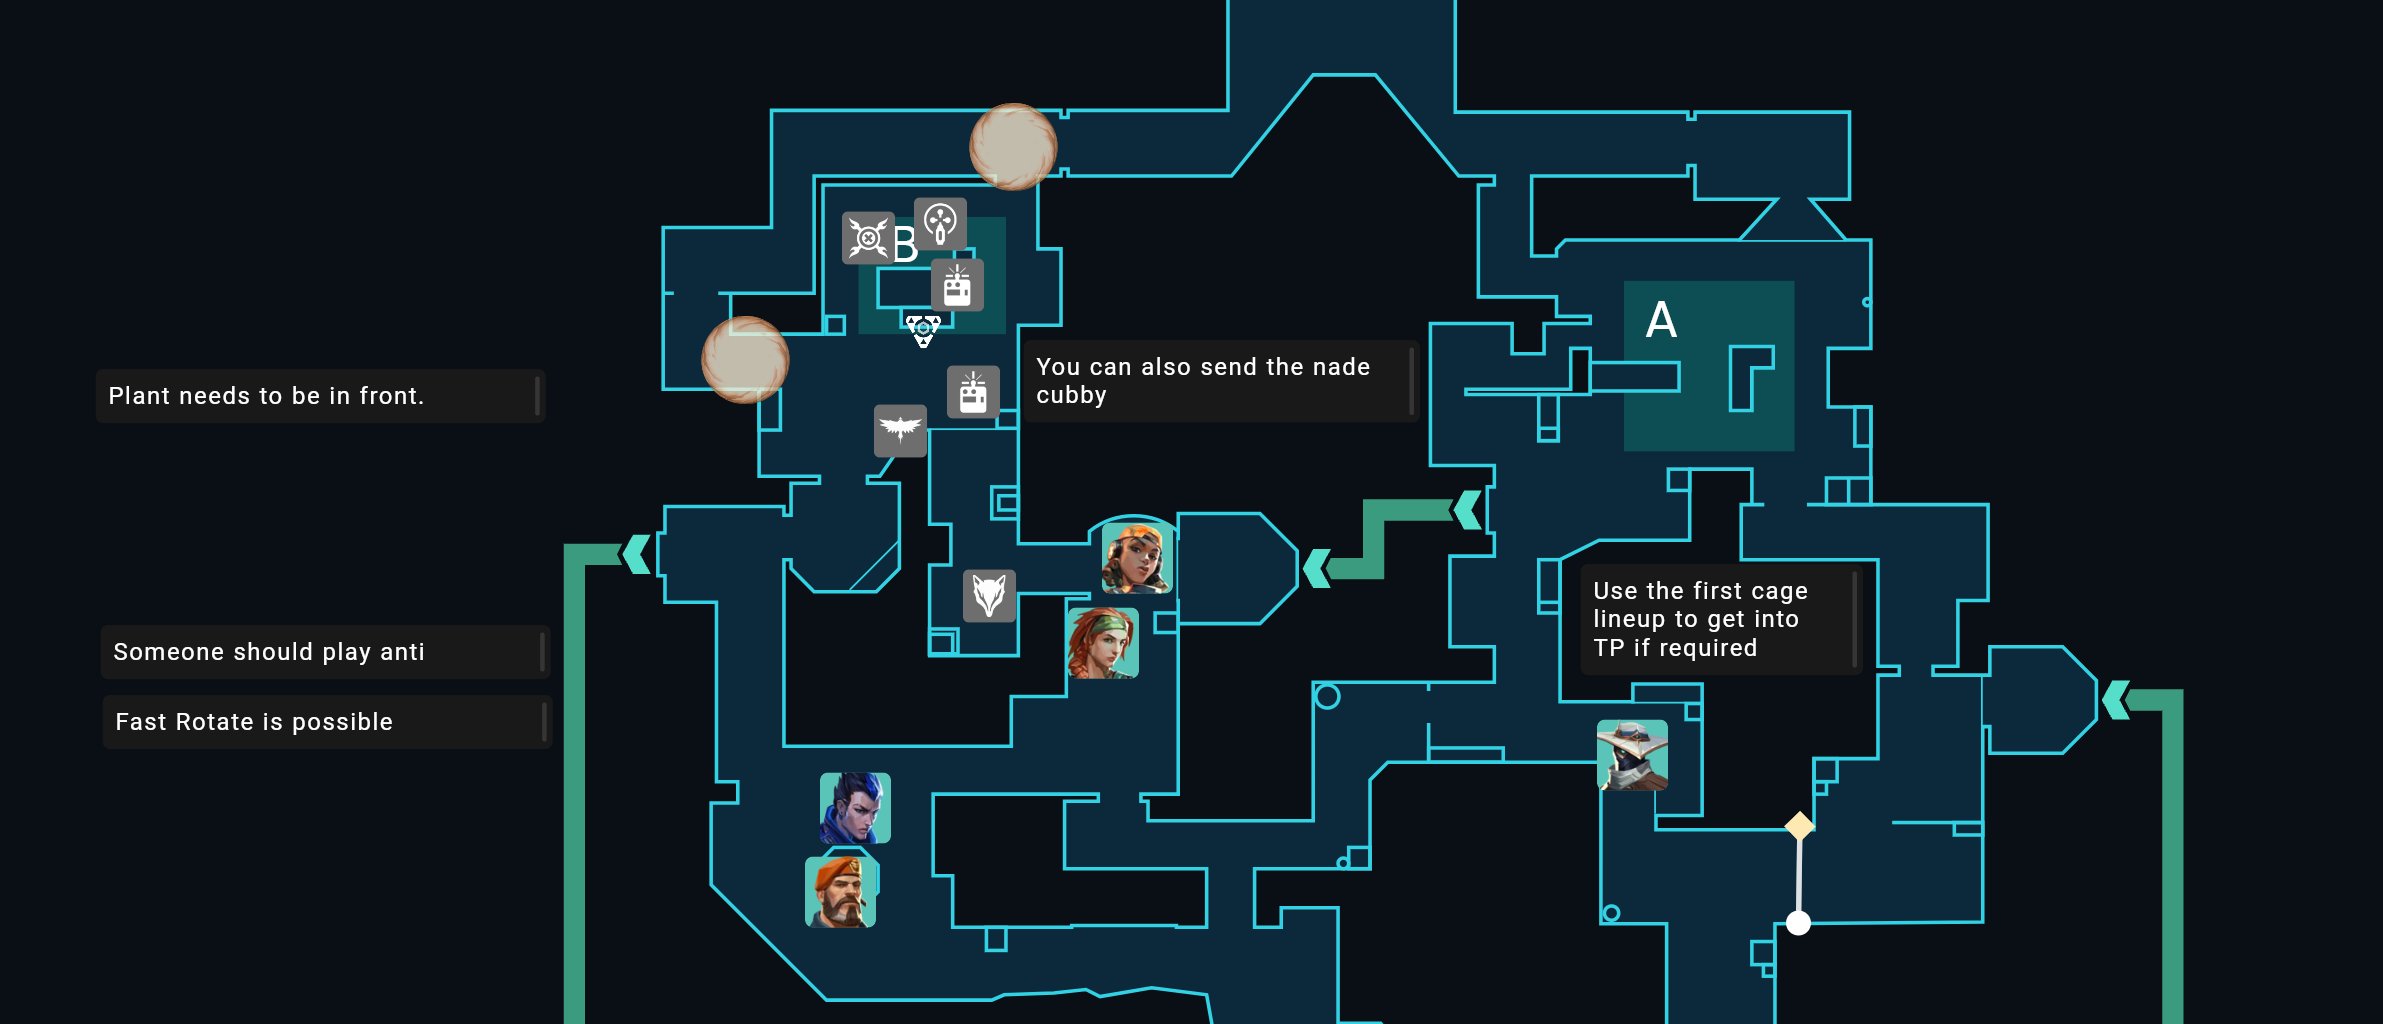 B
A
You can also send the nade
cubby
Plant needs to be in front.
Use the first cage
lineup to get into
TP if required
Someone should play anti
Fast Rotate is possible